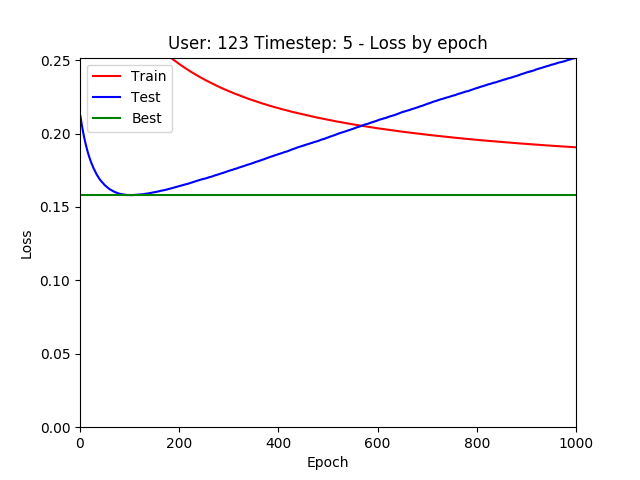 User: 123 Timestep: 5 - Loss by epoch
Train
Test
Best
Loss
0.25
0.20
0.15
0.10
0.05
0.00
0 200 400 600 800 1000
Epoch